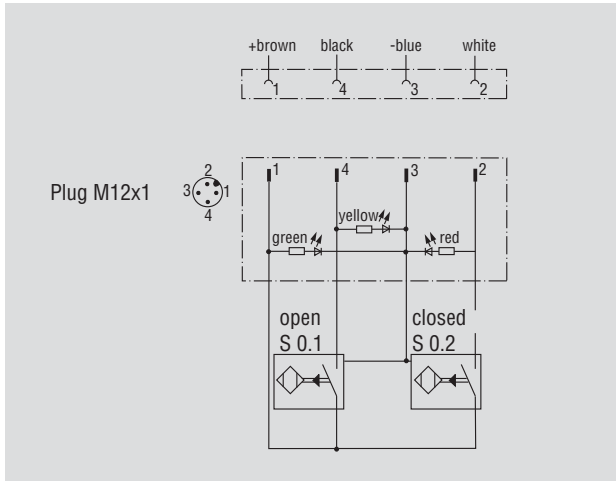 +brown black -blue white
1 4 3 2
1 4 3 2
Plug M12x1
2
3 1
4
yellow
green red
open closed
S 0.1 S 0.2